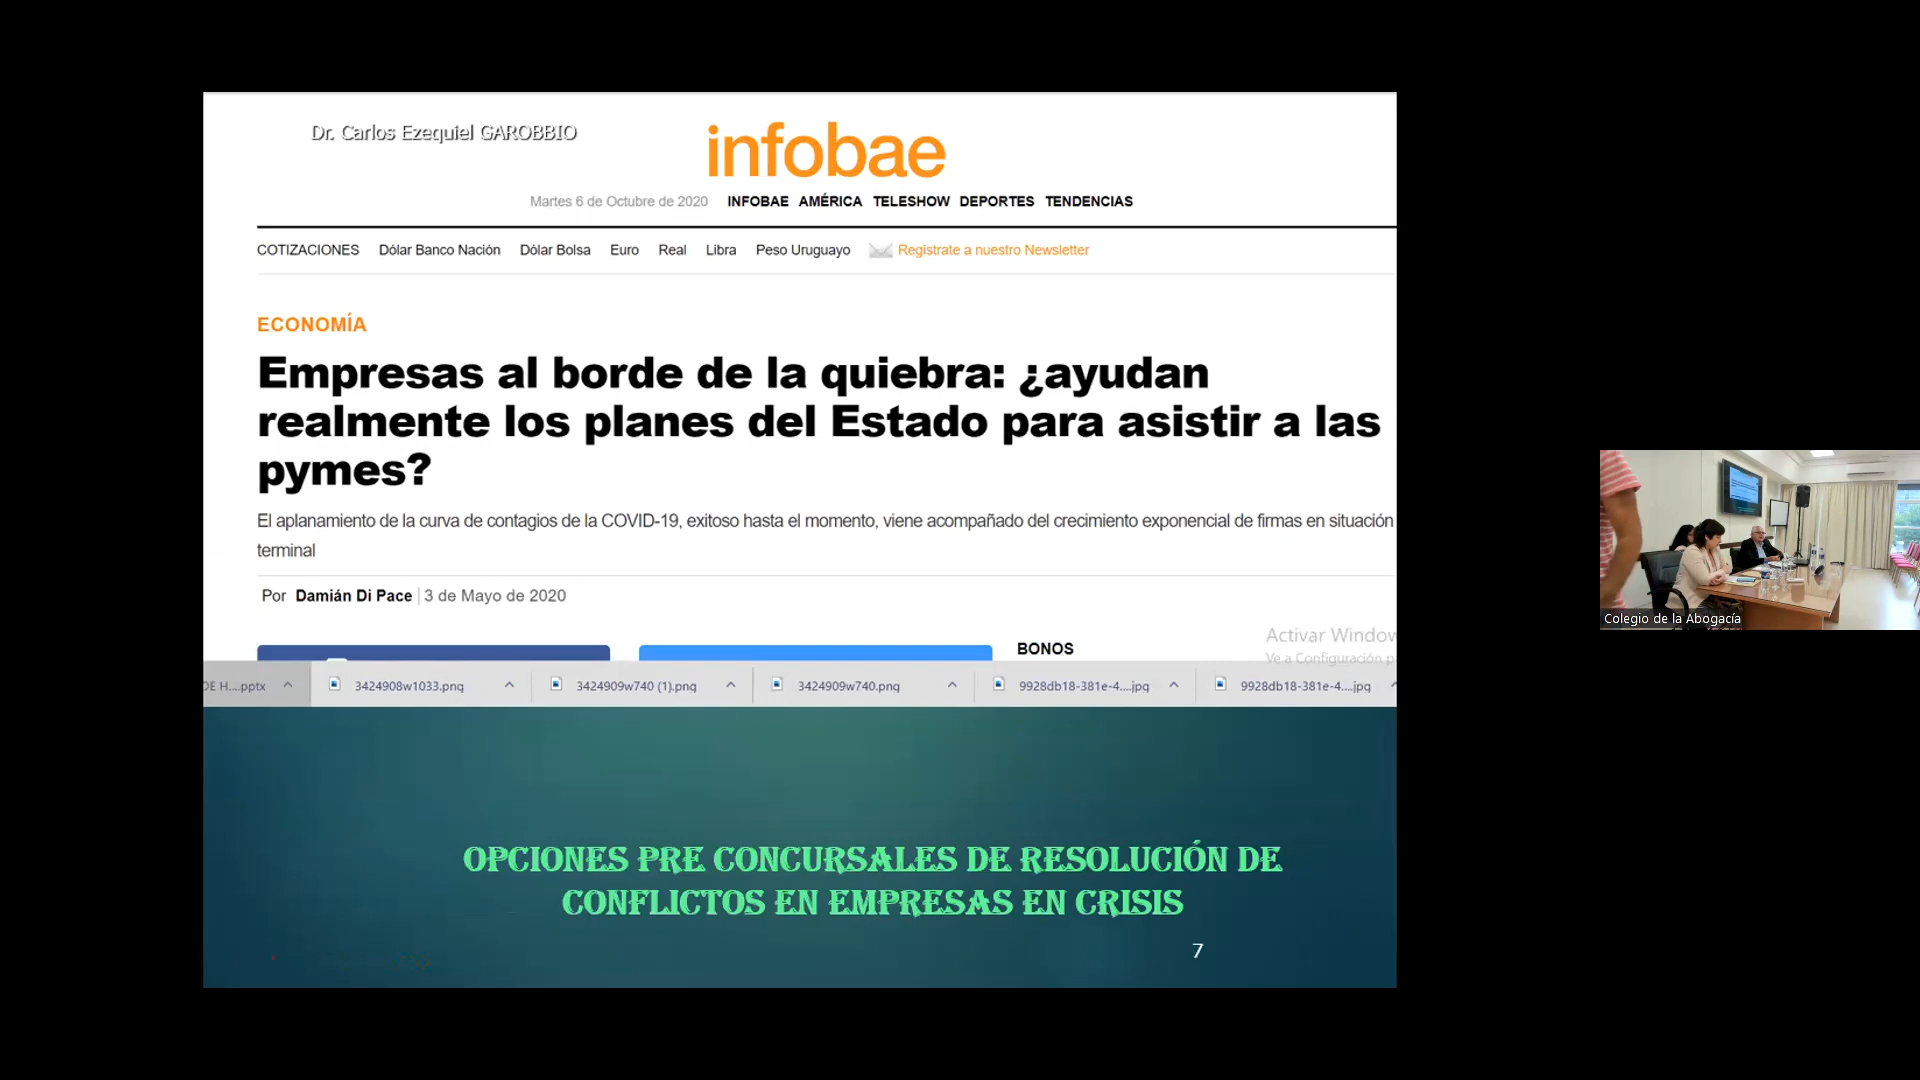 Dr. Carlos Ezequiel GAROBBIO
infobae
Martes 6 de Octubre de 2020 INFOBAE AMÉRICA TELESHOW DEPORTES TENDENCIAS
COTIZACIONES Dólar Banco Nación Dólar Bolsa Euro Real Libra Peso Uruguayo Registrate a nuestro Newsletter
ECONOMÍA
Empresas al borde de la quiebra: ¿ayudan
realmente los planes del Estado para asistir a las
pymes?
El aplanamiento de la curva de contagios de la COVID-19, exitoso hasta el momento, viene acompañado del crecimiento exponencial de firmas en situación
terminal
Por Damián Di Pace | 3 de Mayo de 2020
BONOS
Activar Window
Ve a Configuración p
DE H....pptx 3424908w1033.png 3424909w740 (1).png 3424909w740.png 9928db18-381e-4....jpg 9928db18-381e-4....jpg
OPCIONES PRE CONCURSALES DE RESOLUCIÓN DE
CONFLICTOS EN EMPRESAS EN CRISIS
7
Colegio de la Abogacía